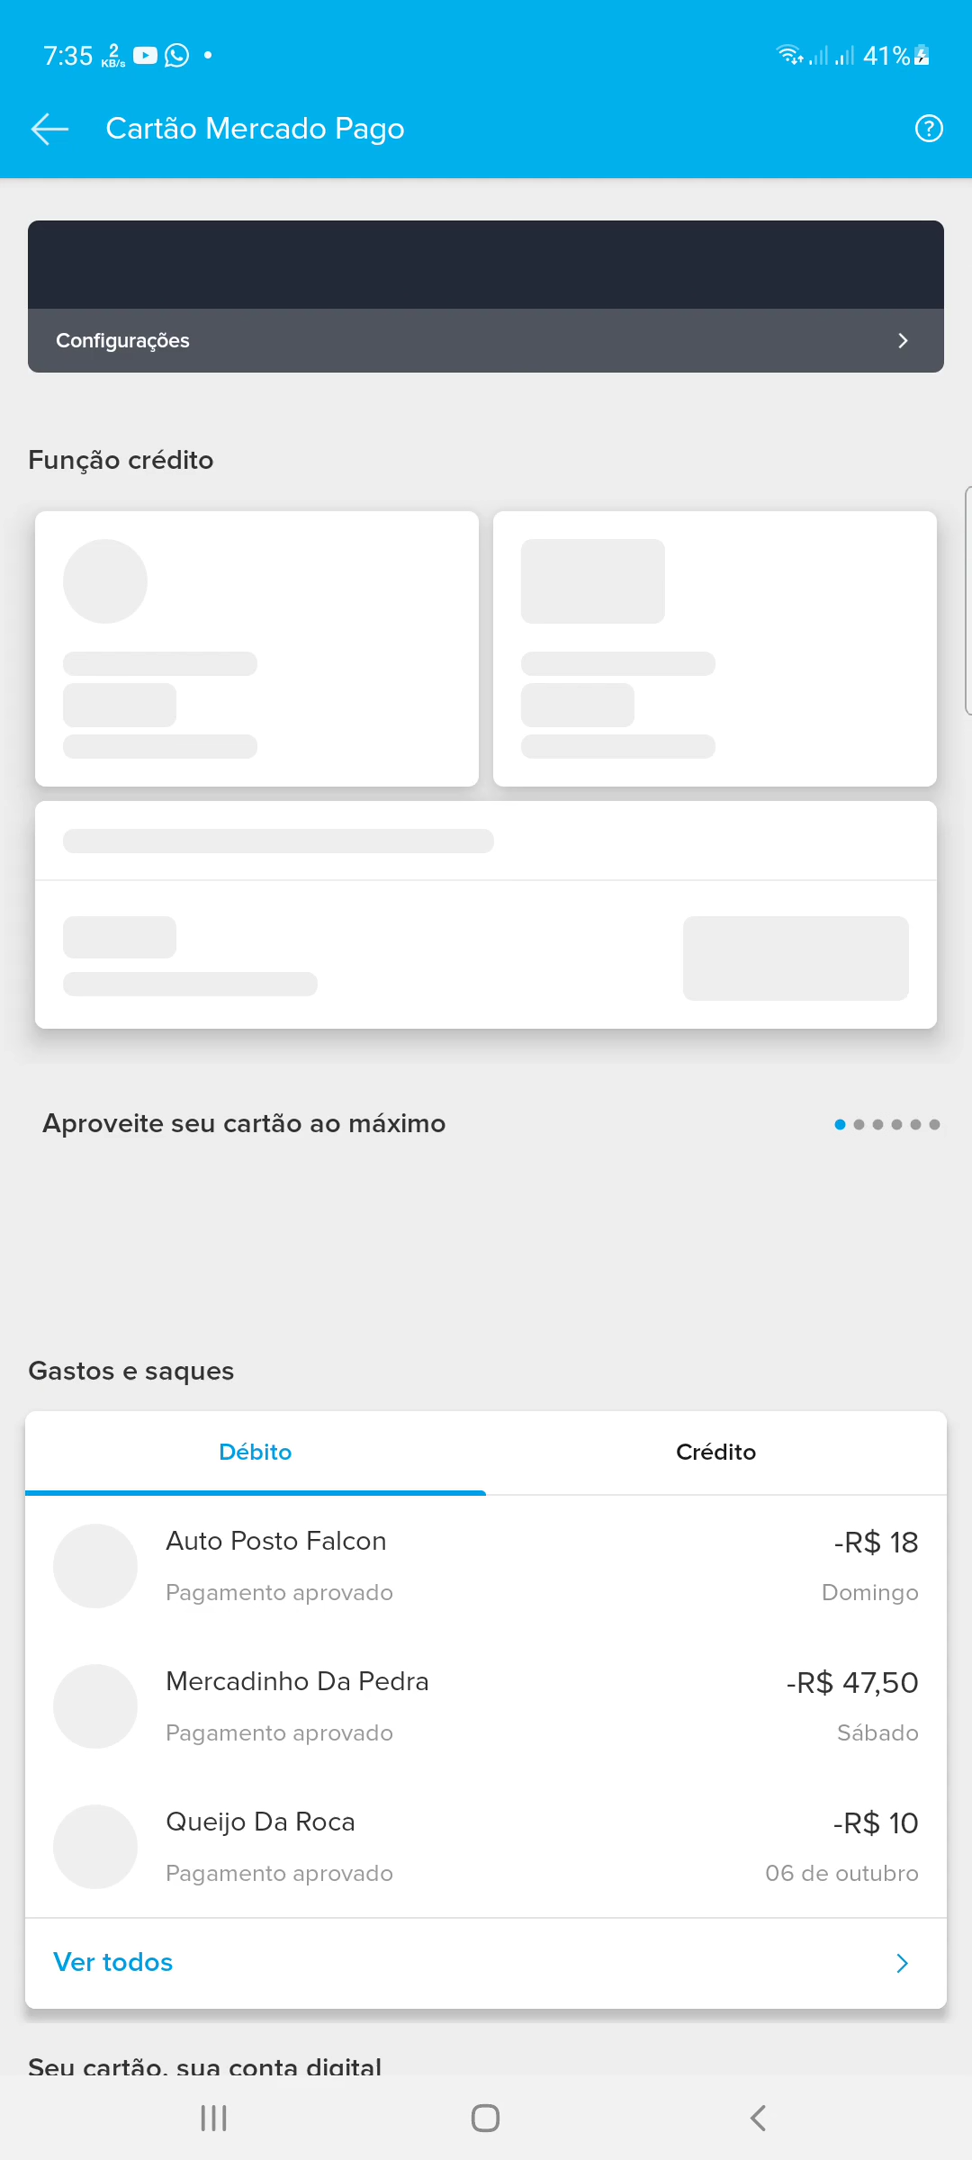 7:35 2 KB/s 41%
Cartão Mercado Pago
Configurações
Função crédito
Aproveite seu cartão ao máximo
Gastos e saques
Débito Crédito
Auto Posto Falcon -R$ 18
Pagamento aprovado Domingo
Mercadinho Da Pedra -R$ 47,50
Pagamento aprovado Sábado
Queijo Da Roca -R$ 10
Pagamento aprovado 06 de outubro
Ver todos
Seu cartão, sua conta digital